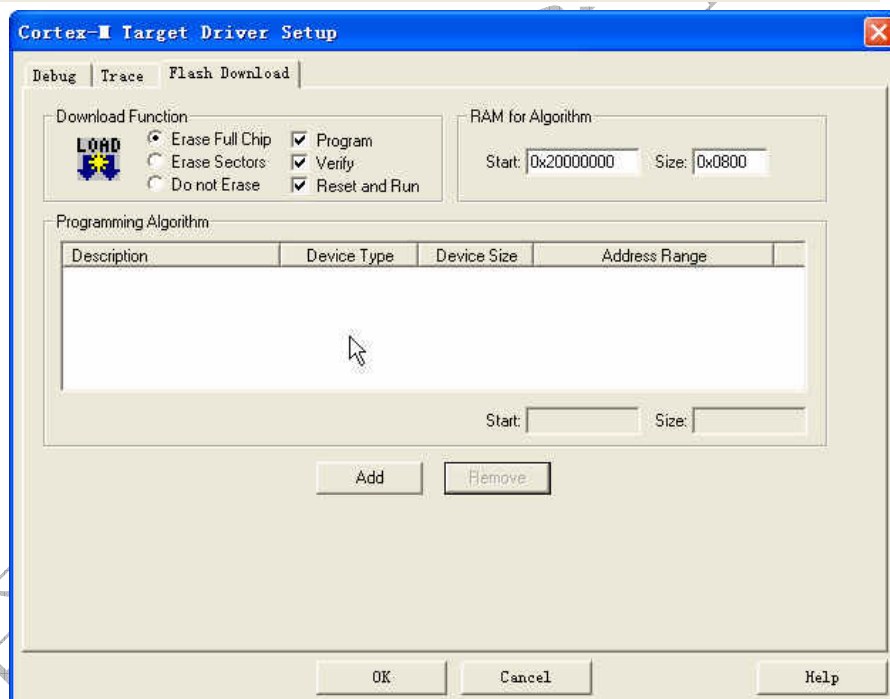 Cortex-M Target Driver Setup
Debug Trace Flash Download
Download Function
LOAD
Erase Full Chip
Erase Sectors
Do not Erase
Program
Verify
Reset and Run
RAM for Algorithm
Start: 0x20000000 Size: 0x0800
Programming Algorithm
Description Device Type Device Size Address Range
Start: Size:
Add Remove
OK Cancel Help